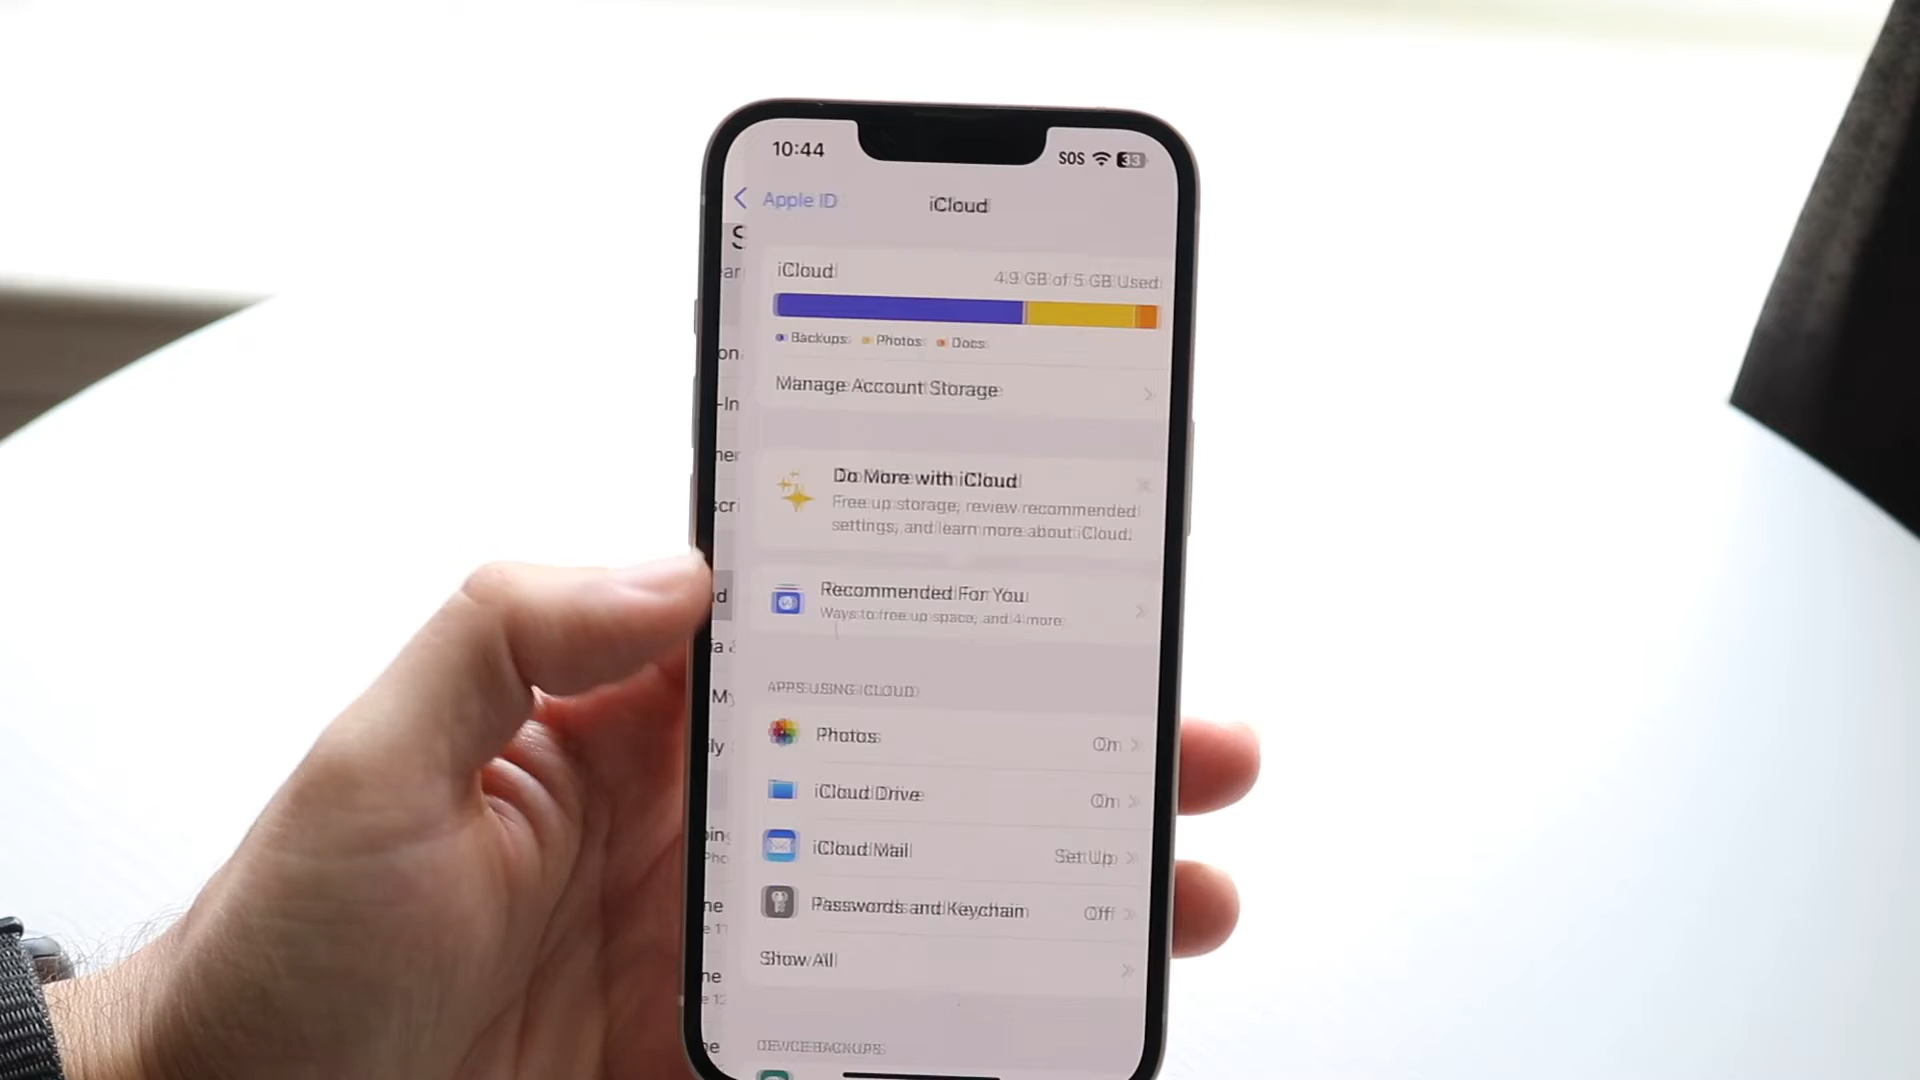 10:44
SOS 33
Apple ID
iCloud
iCloud
4.9 GB of 5 GB Used
Backups Photos Docs
Manage Account Storage
Do More with iCloud
Free up storage, review recommended
settings, and learn more about iCloud.
Recommended For You
Ways to free up space, and 4 more
APPS USING ICLOUD
Photos On
iCloud Drive On
iCloud Mail Set Up
Passwords and Keychain Off
Show All
DEVICE BACKUPS